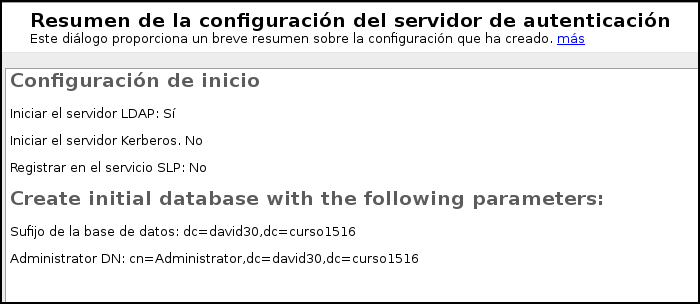 Resumen de la configuración del servidor de autenticación
Este diálogo proporciona un breve resumen sobre la configuración que ha creado. más
Configuración de inicio
Iniciar el servidor LDAP: Sí
Iniciar el servidor Kerberos. No
Registrar en el servicio SLP: No
Create initial database with the following parameters:
Sufijo de la base de datos: dc=david30,dc=curso1516
Administrator DN: cn=Administrator,dc=david30,dc=curso1516